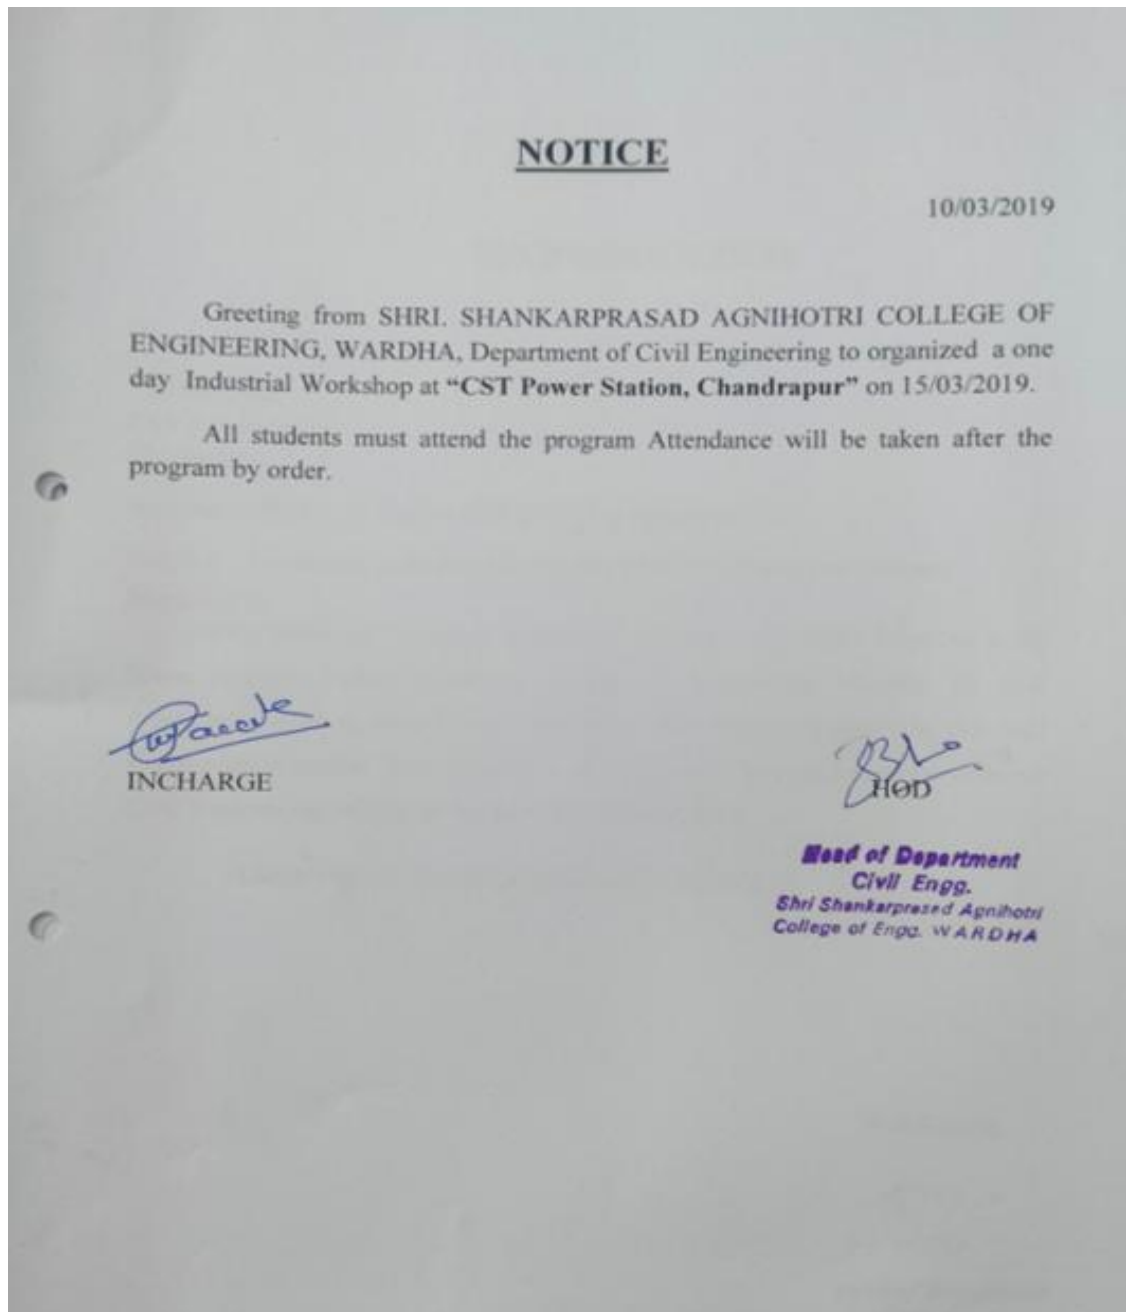 NOTICE
10/03/2019
Greeting from SHRI. SHANKARPRASAD AGNIHOTRI COLLEGE OF
ENGINEERING, WARDHA, Department of Civil Engineering to organized a one
day Industrial Workshop at “CST Power Station, Chandrapur” on 15/03/2019.
All students must attend the program Attendance will be taken after the
program by order.
INCHARGE
HOD
Head of Department
Civil Engg.
Shri Shankarprasad Agnihotri
College of Engg. WARDHA